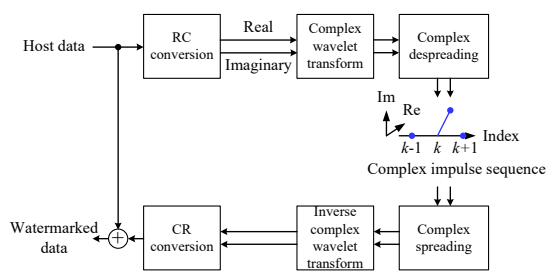 Host data
RC
conversion
Real
Imaginary
Complex
wavelet
transform
Complex
despreading
Im
Re
Index
k-1 k k+1
Complex impulse sequence
Watermarked
data
CR
conversion
Inverse
complex
wavelet
transform
Complex
spreading